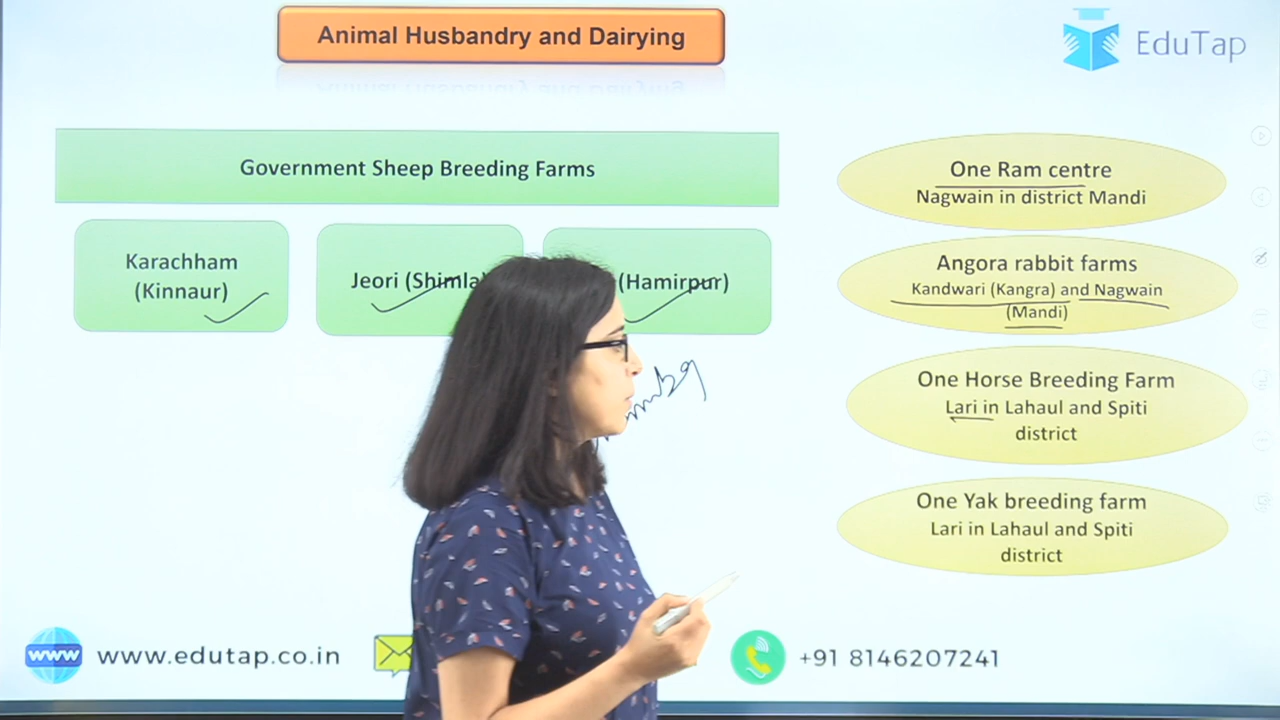 Animal Husbandry and Dairying
EduTap
Government Sheep Breeding Farms
Karachham
(Kinnaur)
Jeori (Shimla
(Hamirpur)
One Ram centre
Nagwain in district Mandi
Angora rabbit farms
Kandwari (Kangra) and Nagwain
(Mandi)
One Horse Breeding Farm
Lari in Lahaul and Spiti
district
One Yak breeding farm
Lari in Lahaul and Spiti
district
www
www.edutap.co.in
+91 8146207241